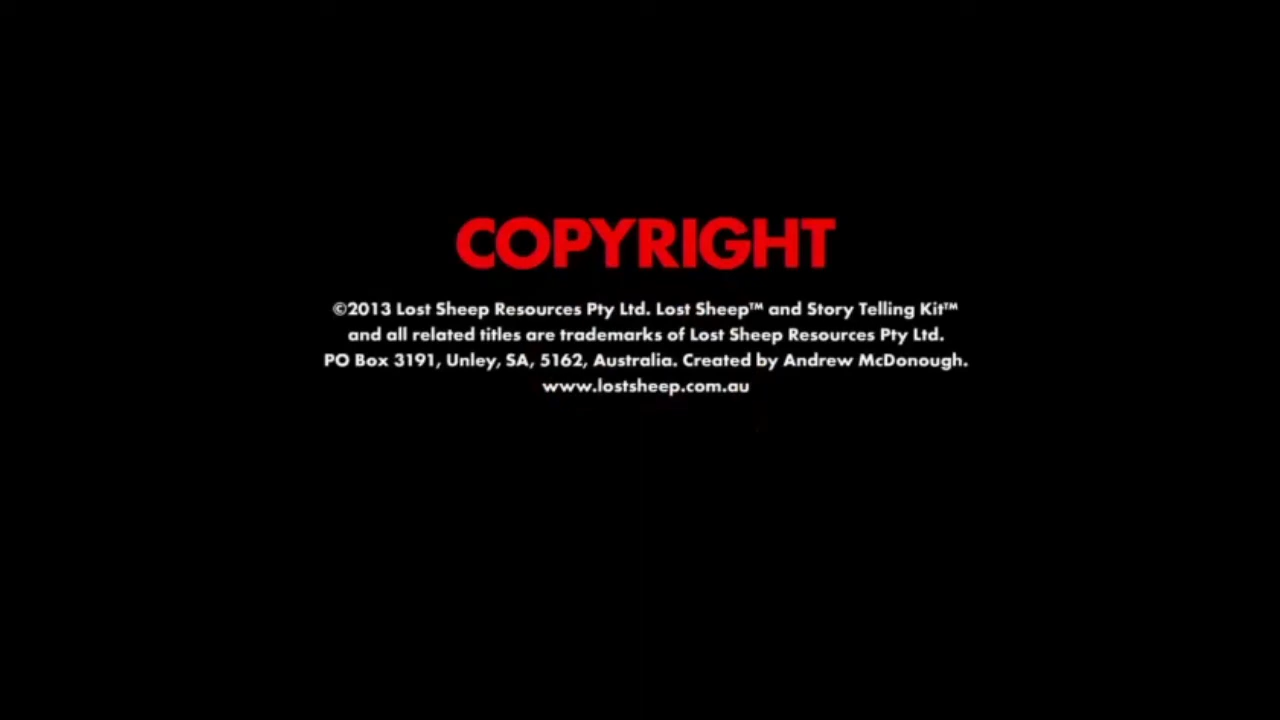 COPYRIGHT
©2013 Lost Sheep Resources Pty Ltd. Lost Sheep™ and Story Telling Kit™
and all related titles are trademarks of Lost Sheep Resources Pty Ltd.
PO Box 3191, Unley, SA, 5162, Australia. Created by Andrew McDonough.
www.lostsheep.com.au